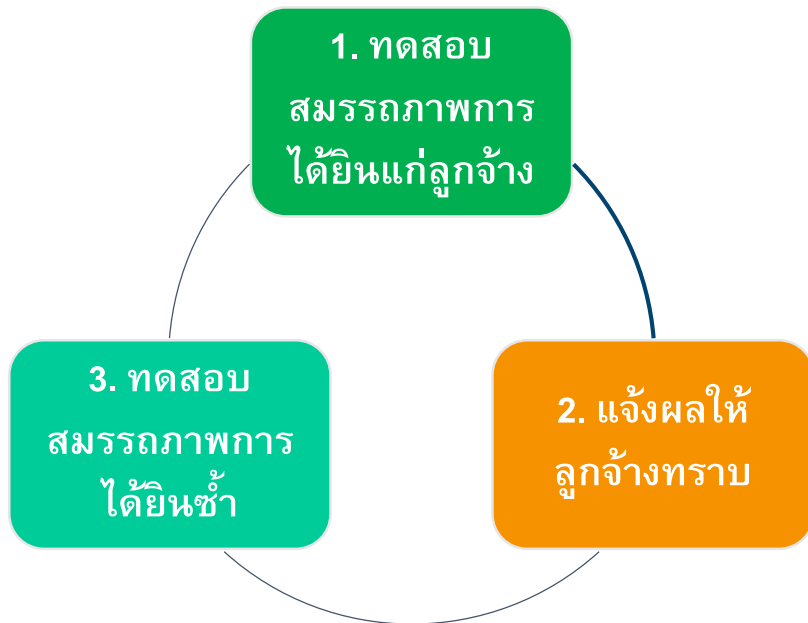 1. ทดสอบ
สมรรถภาพการ
ได้ยินแก่ลูกจ้าง
2. แจ้งผลให้
ลูกจ้างทราบ
3. ทดสอบ
สมรรถภาพการ
ได้ยินซ้ำ